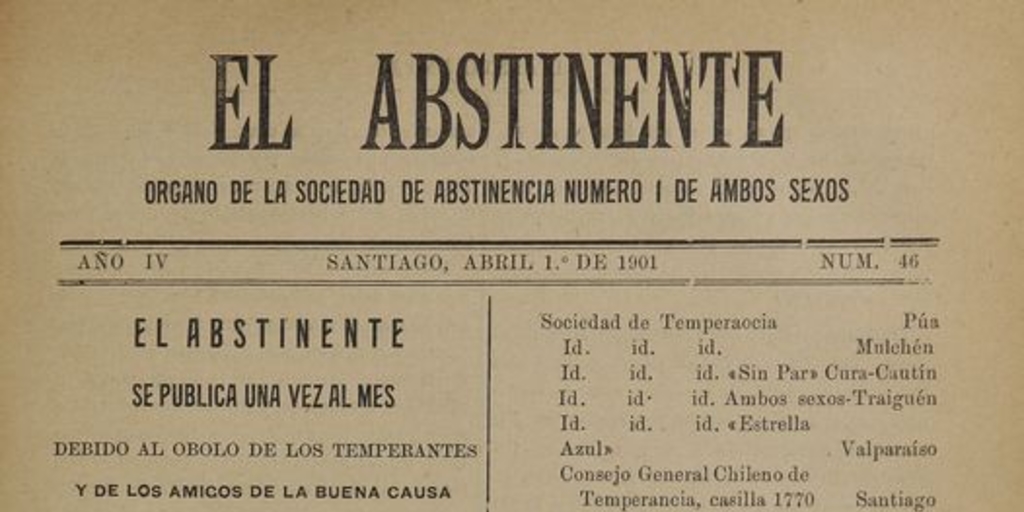 EL ABSTINENTE
ORGANO DE LA SOCIEDAD DE ABSTINENCIA NUMERO 1 DE AMBOS SEXOS
AÑO IV SANTIAGO, ABRIL 1.° DE 1901 NUM. 46
EL ABSTINENTE
SE PUBLICA UNA VEZ AL MES
DEBIDO AL OBOLO DE LOS TEMPERANTES
Y DE LOS AMIGOS DE LA BUENA CAUSA
Sociedad de Temperaocia Púa
Id. id. id. Mulchén
Id. id. id. «Sin Par» Cura-Cautín
Id. id· id. Ambos sexos-Traiguén
Id. id. id. «Estrella
Azul» Valparaíso
Consejo General Chileno de
Temperancia, casilla 1770 Santiago